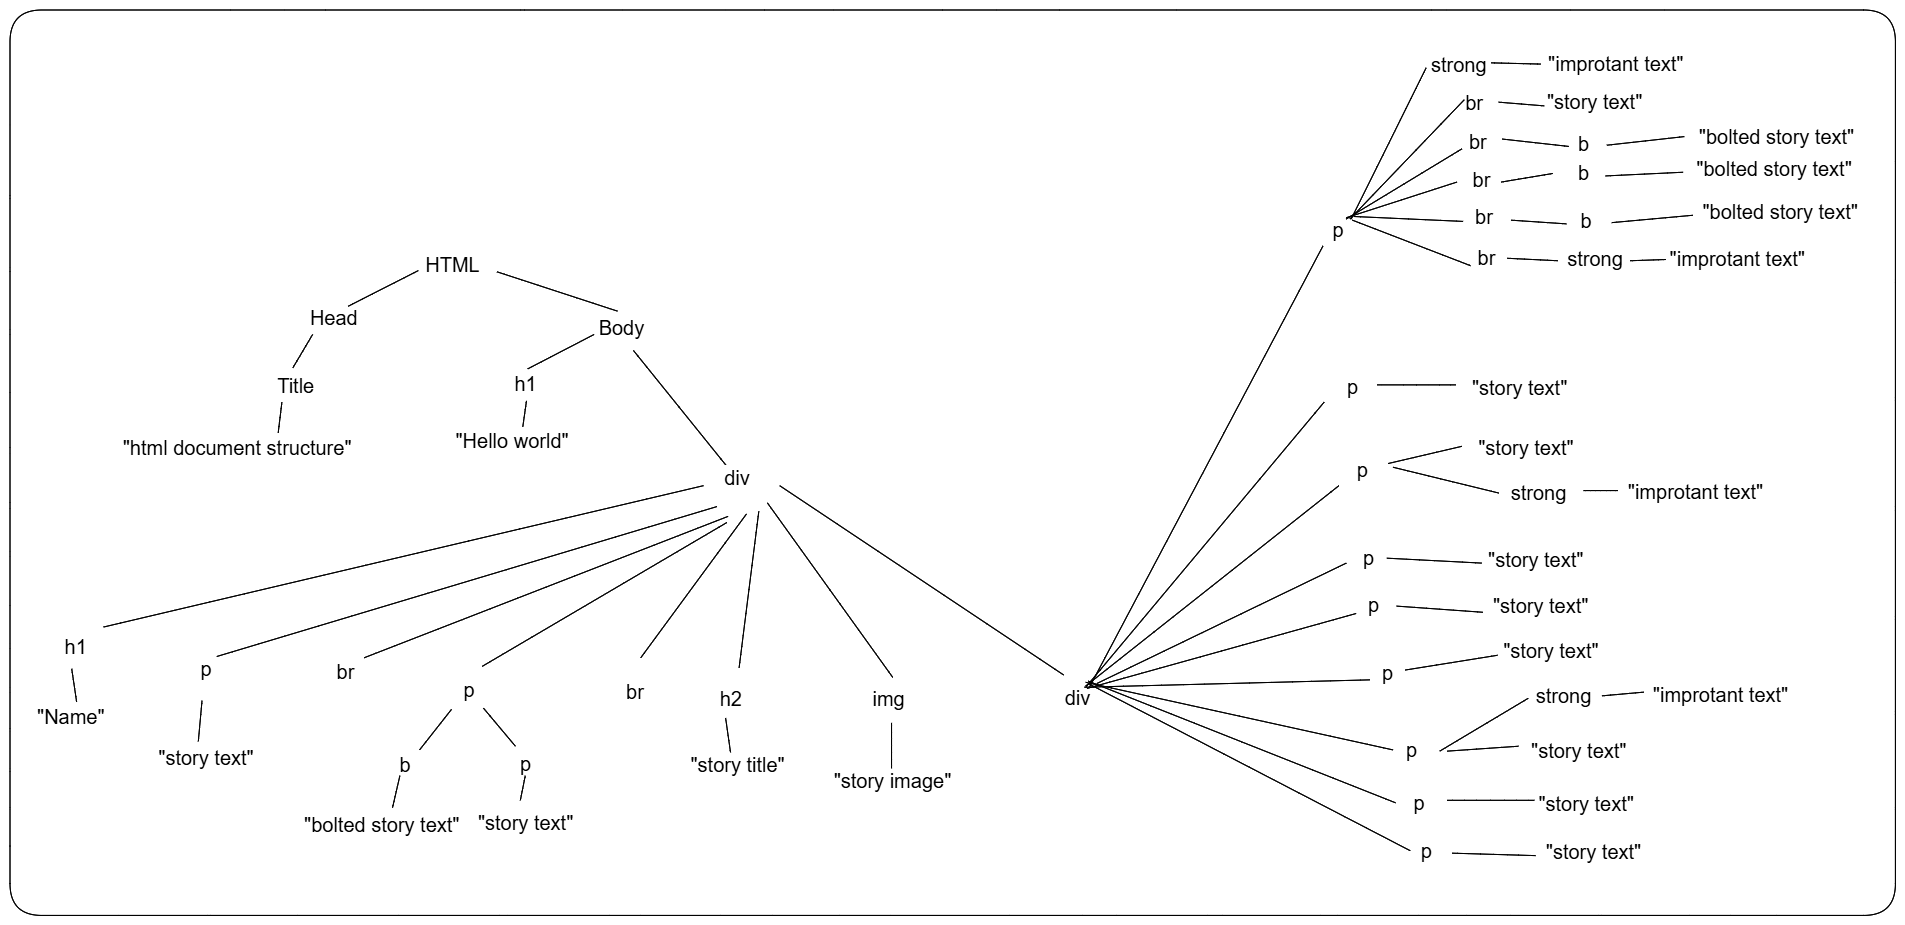 HTML
Head
Body
Title
h1
"html document structure"
"Hello world"
div
h1
p
br
p
br
h2
img
div
"Name"
"story text"
b
p
"story title"
"story image"
"bolted story text"
"story text"
p
strong
"improtant text"
br
"story text"
br
b
"bolted story text"
br
b
"bolted story text"
br
b
"bolted story text"
br
strong
"improtant text"
p
"story text"
p
"story text"
strong
"improtant text"
p
"story text"
p
"story text"
p
"story text"
p
strong
"improtant text"
"story text"
p
"story text"
p
"story text"